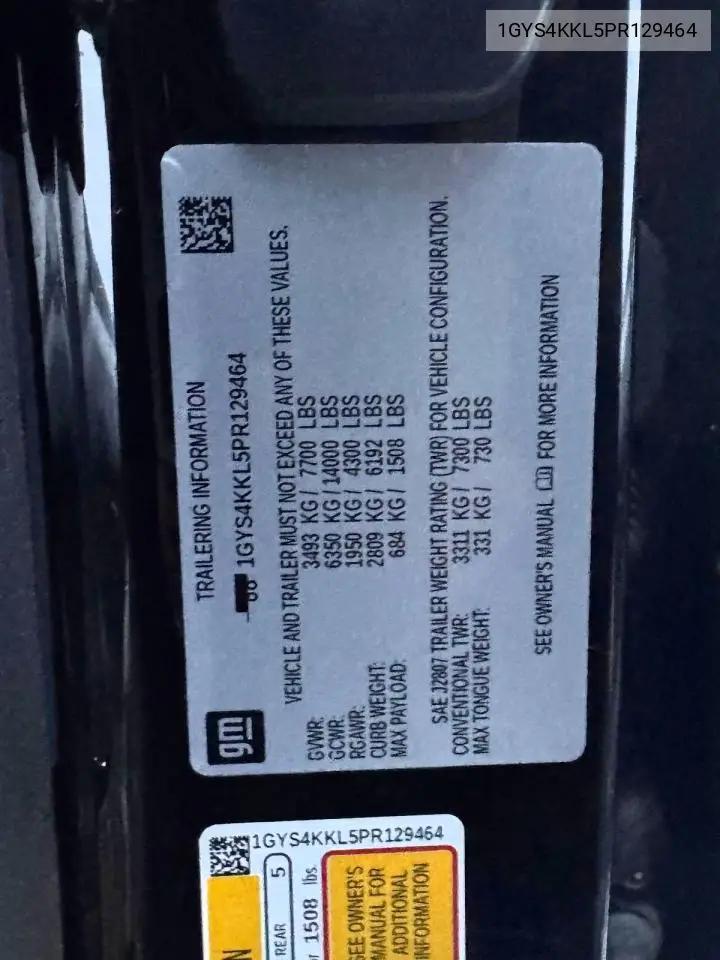 1GYS4KKL5PR129464
TRAILERING INFORMATION
1GYS4KKL5PR129464
VEHICLE AND TRAILER MUST NOT EXCEED ANY OF THESE VALUES.
GVWR: 3493 KG / 7700 LBS
GCWR: 6350 KG / 14000 LBS
RGAWR: 1950 KG / 4300 LBS
CURB WEIGHT: 2809 KG / 6192 LBS
MAX PAYLOAD: 684 KG / 1508 LBS
SAE J2807 TRAILER WEIGHT RATING (TWR) FOR VEHICLE CONFIGURATION.
CONVENTIONAL TWR: 3311 KG / 7300 LBS
MAX TONGUE WEIGHT: 331 KG / 730 LBS
SEE OWNER'S MANUAL FOR MORE INFORMATION
gm
1GYS4KKL5PR129464
REAR 5
1508 lbs
SEE OWNER'S
MANUAL FOR
ADDITIONAL
INFORMATION